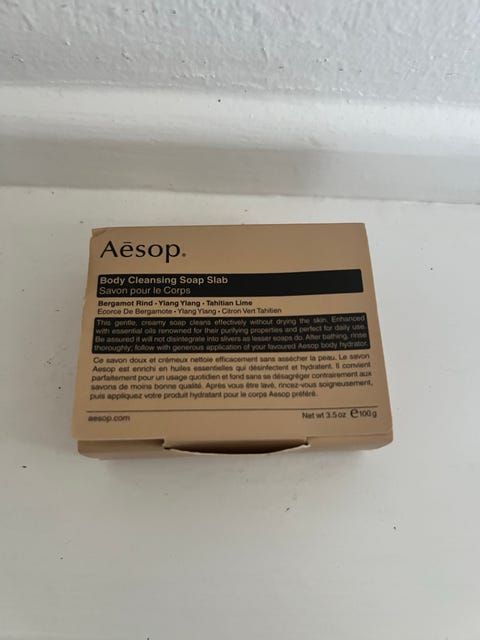 Aēsop.
Body Cleansing Soap Slab
Savon pour le Corps
Bergamot Rind • Ylang Ylang • Tahitian Lime
Ecorce De Bergamote • Ylang Ylang • Citron Vert Tahitien
This gentle, creamy soap cleans effectively without drying the skin. Enhanced
with essential oils renowned for their purifying properties and perfect for daily use.
Be assured it will not disintegrate into slivers as lesser soaps do. After bathing, rinse
thoroughly; follow with generous application of your favoured Aesop body hydrator.
Ce savon doux et crémeux nettoie efficacement sans assécher la peau. Le savon
Aesop est enrichi en huiles essentielles qui désinfectent et hydratent. Il convient
parfaitement pour un usage quotidien et fond sans se désagréger contrairement aux
savons de moins bonne qualité. Après vous être lavé, rincez-vous soigneusement,
puis appliquez votre produit hydratant pour le corps Aesop préféré.
aesop.com
Net wt 3.5 oz ℮100 g